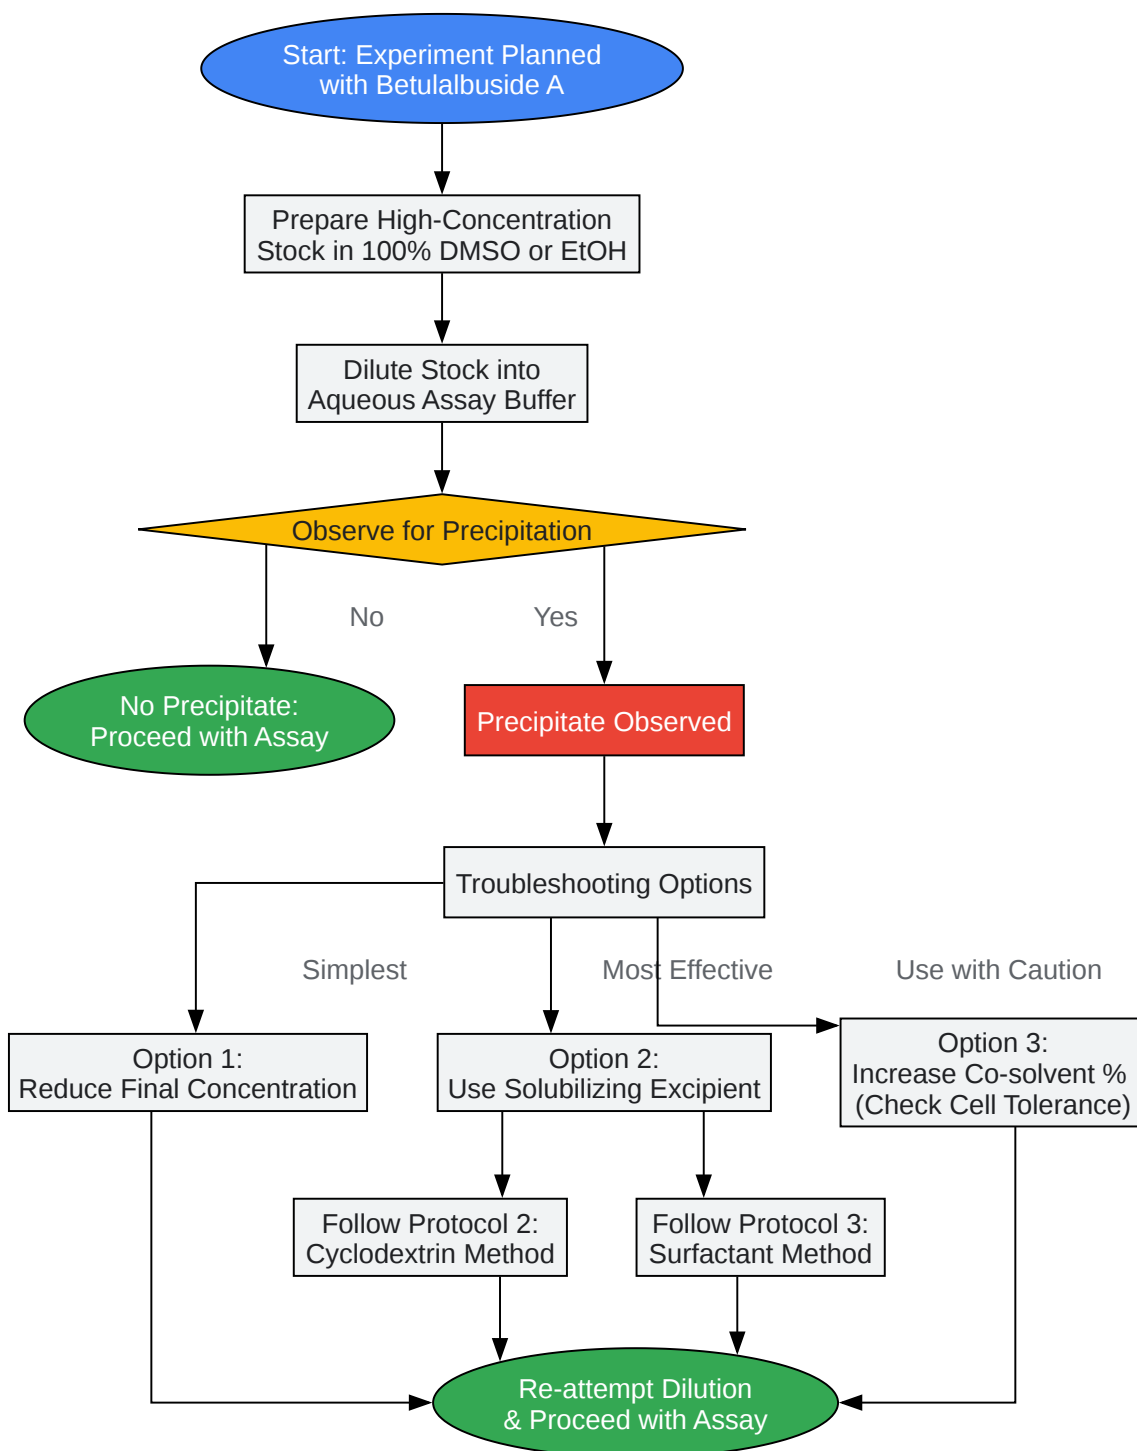 Start: Experiment Planned
with Betulalbuside A
Prepare High-Concentration
Stock in 100% DMSO or EtOH
Dilute Stock into
Aqueous Assay Buffer
Observe for Precipitation
No
Yes
No Precipitate:
Proceed with Assay
Precipitate Observed
Troubleshooting Options
Simplest
Most Effective
Use with Caution
Option 1:
Reduce Final Concentration
Option 2:
Use Solubilizing Excipient
Option 3:
Increase Co-solvent %
(Check Cell Tolerance)
Follow Protocol 2:
Cyclodextrin Method
Follow Protocol 3:
Surfactant Method
Re-attempt Dilution
& Proceed with Assay